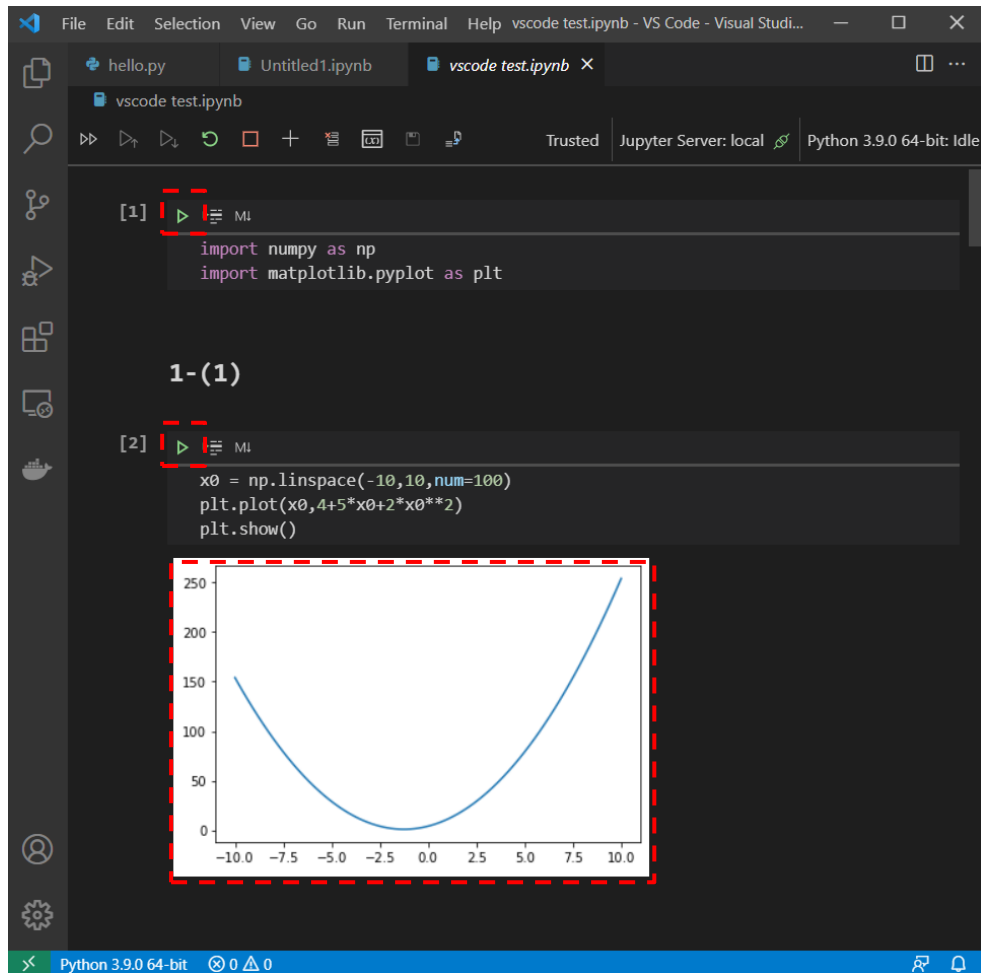 File Edit Selection View Go Run Terminal Help vscode test.ipynb - VS Code - Visual Studi...
hello.py Untitled1.ipynb vscode test.ipynb
vscode test.ipynb
Trusted Jupyter Server: local Python 3.9.0 64-bit: Idle
[1] M↓
import numpy as np
import matplotlib.pyplot as plt
1-(1)
[2] M↓
x0 = np.linspace(-10,10,num=100)
plt.plot(x0,4+5*x0+2*x0**2)
plt.show()
250
200
150
100
50
0
−10.0 −7.5 −5.0 −2.5 0.0 2.5 5.0 7.5 10.0
Python 3.9.0 64-bit 0 0